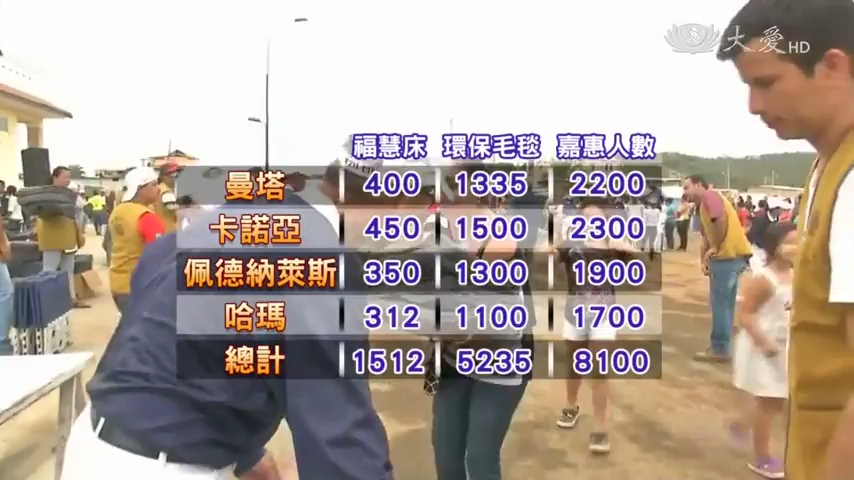 大愛HD
福慧床 環保毛毯 嘉惠人數
曼塔 400 1335 2200
卡諾亞 450 1500 2300
佩德納萊斯 350 1300 1900
哈瑪 312 1100 1700
總計 1512 5235 8100